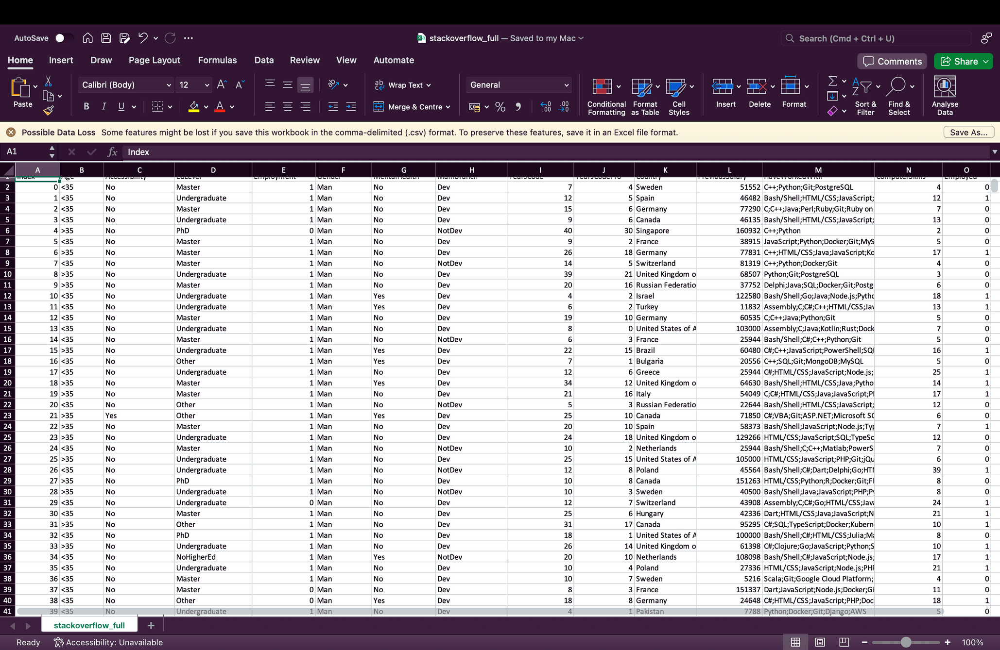 AutoSave
stackoverflow_full — Saved to my Mac
Search (Cmd + Ctrl + U)
Home Insert Draw Page Layout Formulas Data Review View Automate
Comments Share
Paste
Calibri (Body) 12
Wrap Text
General
B I U
Merge & Centre
Conditional Formatting
Format as Table
Cell Styles
Insert Delete Format
Sort & Filter
Find & Select
Analyse Data
Possible Data Loss Some features might be lost if you save this workbook in the comma-delimited (.csv) format. To preserve these features, save it in an Excel file format. Save As...
A1 fx Index
A B C D E F G H I J K L M N O
1 Index Age Accessibility EdLevel Employment Gender MentalHealth MainBranch YearsCode YearsCodePro Country PreviousSalary HaveWorkedWith ComputerSkills Employed
2 0 <35 No Master 1 Man No Dev 7 4 Sweden 51552 C++;Python;Git;PostgreSQL 4 0
3 1 <35 No Undergraduate 1 Man No Dev 12 5 Spain 46482 Bash/Shell;HTML/CSS;JavaScript; 12 1
4 2 <35 No Master 1 Man No Dev 15 6 Germany 77290 C;C++;Java;Perl;Ruby;Git;Ruby on 7 0
5 3 <35 No Undergraduate 1 Man No Dev 9 6 Canada 46135 Bash/Shell;HTML/CSS;JavaScript; 13 0
6 4 >35 No PhD 0 Man No NotDev 40 30 Singapore 160932 C++;Python 2 0
7 5 <35 No Master 1 Man No Dev 9 2 France 38915 JavaScript;Python;Docker;Git;MyS 5 0
8 6 >35 No Master 1 Man No Dev 26 18 Germany 77831 C++;HTML/CSS;Java;JavaScript;Ko 17 1
9 7 <35 No Master 1 Man No NotDev 14 5 Switzerland 81319 C++;Python;Docker;Git 4 0
10 8 >35 No Undergraduate 1 Man No Dev 39 21 United Kingdom o 68507 Python;Git;PostgreSQL 3 0
11 9 >35 No Master 1 Man No Dev 20 16 Russian Federatio 37752 Delphi;Java;SQL;Docker;Git;Postg 6 0
12 10 <35 No Undergraduate 1 Man Yes Dev 4 2 Israel 122580 Bash/Shell;Go;Java;Node.js;Pytho 18 1
13 11 <35 No Undergraduate 1 Man Yes Dev 6 2 Turkey 11832 Assembly;C;C#;C++;HTML/CSS;Jav 13 1
14 12 <35 No Master 1 Man No Dev 19 10 Germany 60535 C;C++;Java;Python;Git 5 0
15 13 <35 No Undergraduate 1 Man No Dev 8 0 United States of A 103000 Assembly;C;Java;Kotlin;Rust;Dock 7 0
16 14 <35 No Master 1 Man No NotDev 6 3 France 25944 Bash/Shell;C#;C++;Python;Git 5 0
17 15 >35 No Undergraduate 1 Man Yes Dev 22 15 Brazil 60480 C#;C++;JavaScript;PowerShell;SQL 16 1
18 16 <35 No Other 1 Man Yes Dev 7 1 Bulgaria 20556 C++;SQL;Git;MongoDB;MySQL 5 0
19 17 <35 No Undergraduate 1 Man No Dev 12 6 Greece 25944 C#;HTML/CSS;JavaScript;Node.js; 25 1
20 18 >35 No Master 1 Man Yes Dev 34 12 United Kingdom o 64630 Bash/Shell;HTML/CSS;Java;Pytho 14 1
21 19 >35 No Master 1 Man No Dev 21 16 Italy 54049 C;C#;HTML/CSS;Java;JavaScript;PH 17 1
22 20 <35 No Other 1 Man No NotDev 5 3 Russian Federatio 22644 Bash/Shell;HTML/CSS;JavaScript; 12 0
23 21 >35 Yes Other 1 Man Yes Dev 25 10 Canada 71850 C#;VBA;Git;ASP.NET;Microsoft SQ 6 0
24 22 >35 No Master 1 Man No Dev 20 10 Spain 58373 Bash/Shell;JavaScript;Node.js;Typ 7 1
25 23 >35 No Undergraduate 1 Man No Dev 24 18 United Kingdom o 129266 HTML/CSS;JavaScript;SQL;TypeSc 12 0
26 24 <35 No Master 1 Man No NotDev 10 2 Netherlands 25944 Bash/Shell;C;C++;Matlab;PowerS 7 0
27 25 >35 No Undergraduate 1 Man No Dev 25 15 United States of A 105000 HTML/CSS;JavaScript;PHP;Git;jQu 6 0
28 26 <35 No Undergraduate 1 Man No NotDev 12 8 Poland 45564 Bash/Shell;C#;Dart;Delphi;Go;HTM 39 1
29 27 >35 No PhD 1 Man No Dev 10 8 Canada 151263 HTML/CSS;Python;R;Docker;Git;Fl 8 0
30 28 >35 No Undergraduate 1 Man No NotDev 10 3 Sweden 40500 Bash/Shell;Java;JavaScript;PHP;Py 8 0
31 29 <35 No Undergraduate 0 Man No Dev 12 7 Switzerland 43908 Assembly;C;C#;Go;HTML/CSS;Java 24 1
32 30 <35 No Master 1 Man No Dev 25 6 Hungary 42336 Dart;HTML/CSS;Java;JavaScript;N 21 1
33 31 >35 No Other 1 Man No Dev 31 17 Canada 95295 C#;SQL;TypeScript;Docker;Kubern 10 1
34 32 <35 No PhD 1 Man No Dev 18 1 United States of A 100000 Bash/Shell;C#;HTML/CSS;Julia;Ma 8 0
35 33 >35 No Undergraduate 1 Man No Dev 26 14 United Kingdom o 61398 C#;Clojure;Go;JavaScript;Python;S 10 1
36 34 <35 No NoHigherEd 1 Man Yes NotDev 20 10 Netherlands 108098 Bash/Shell;C#;JavaScript;Node.js; 17 1
37 35 <35 No Undergraduate 1 Man No Dev 10 4 Poland 27336 HTML/CSS;JavaScript;Node.js;PHP 21 1
38 36 <35 No Master 1 Man No Dev 10 7 Sweden 5216 Scala;Git;Google Cloud Platform; 4 0
39 37 <35 No Master 0 Man No Dev 8 3 France 151337 Dart;JavaScript;Node.js;Docker;Gi 11 0
40 38 <35 No Other 0 Man Yes Dev 18 8 Germany 24648 C#;HTML/CSS;JavaScript;PHP;Doc 18 1
41 39 <35 No Undergraduate 1 Man No Dev 4 1 Pakistan 7788 Python;Docker;Git;Django;AWS 5 0
stackoverflow_full
Ready Accessibility: Unavailable 100%